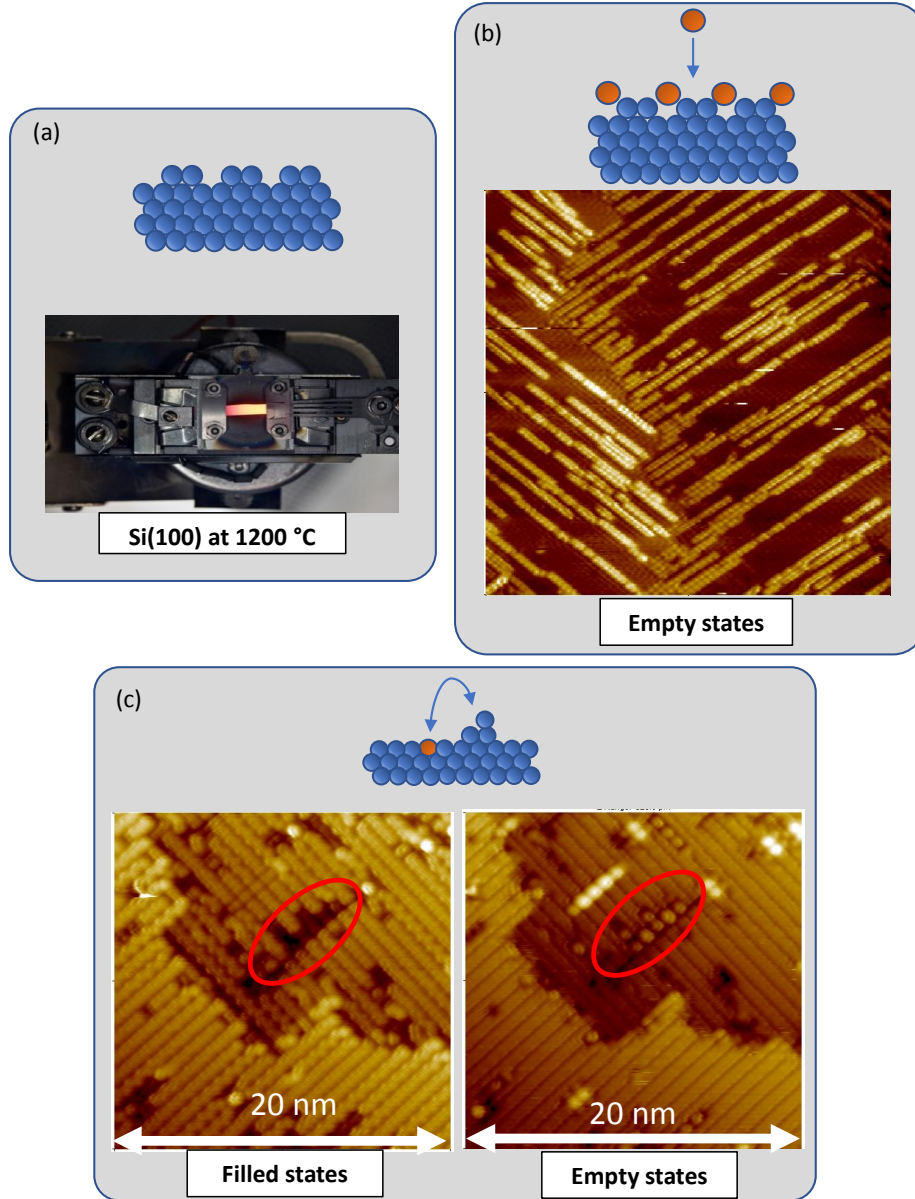 (a)
Si(100) at 1200 °C
(b)
Empty states
(c)
20 nm
Filled states
20 nm
Empty states